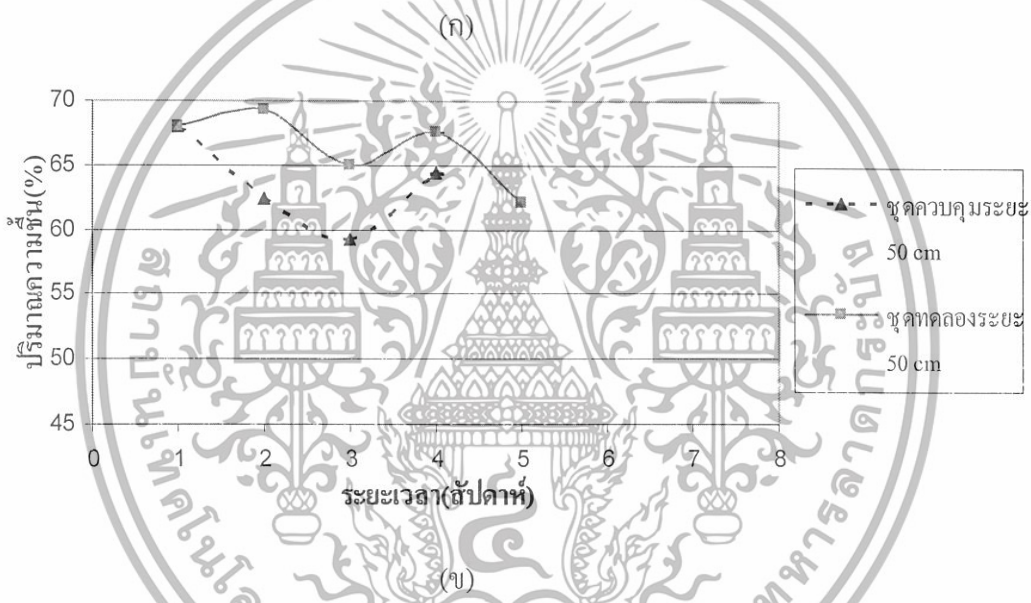 (ก)
70
65
60
55
50
45
ปริมาณความชื้น(%)
0 1 2 3 4 5 6 7 8
ระยะเวลา(สัปดาห์)
ชุดควบคุมระยะ
50 cm
ชุดทดลองระยะ
50 cm
(ข)